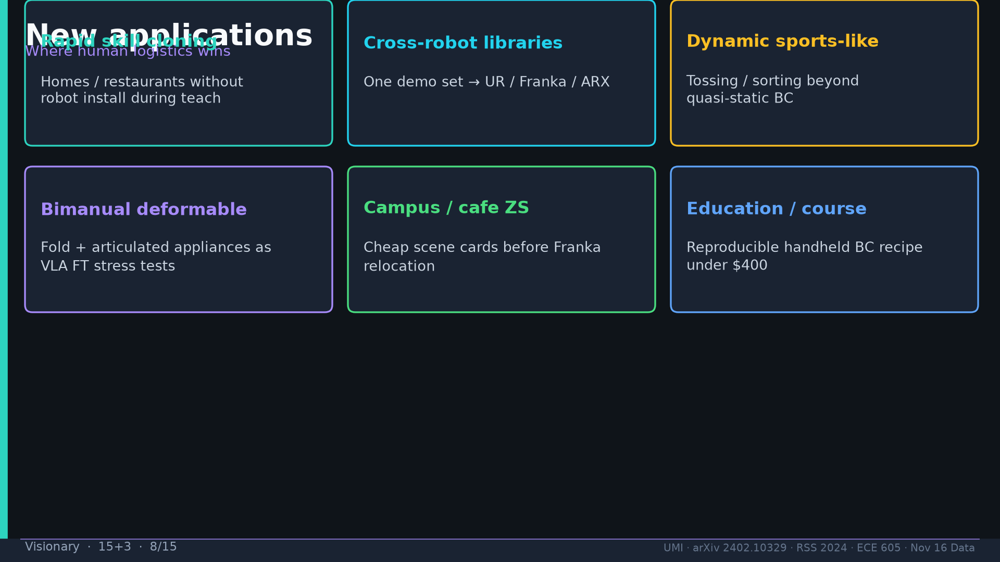 New applications
Where human logistics wins
Rapid skill cloning
Homes / restaurants without
robot install during teach
Cross-robot libraries
One demo set → UR / Franka / ARX
Dynamic sports-like
Tossing / sorting beyond
quasi-static BC
Bimanual deformable
Fold + articulated appliances as
VLA FT stress tests
Campus / cafe ZS
Cheap scene cards before Franka
relocation
Education / course
Reproducible handheld BC recipe
under $400
Visionary · 15+3 · 8/15
UMI · arXiv 2402.10329 · RSS 2024 · ECE 605 · Nov 16 Data